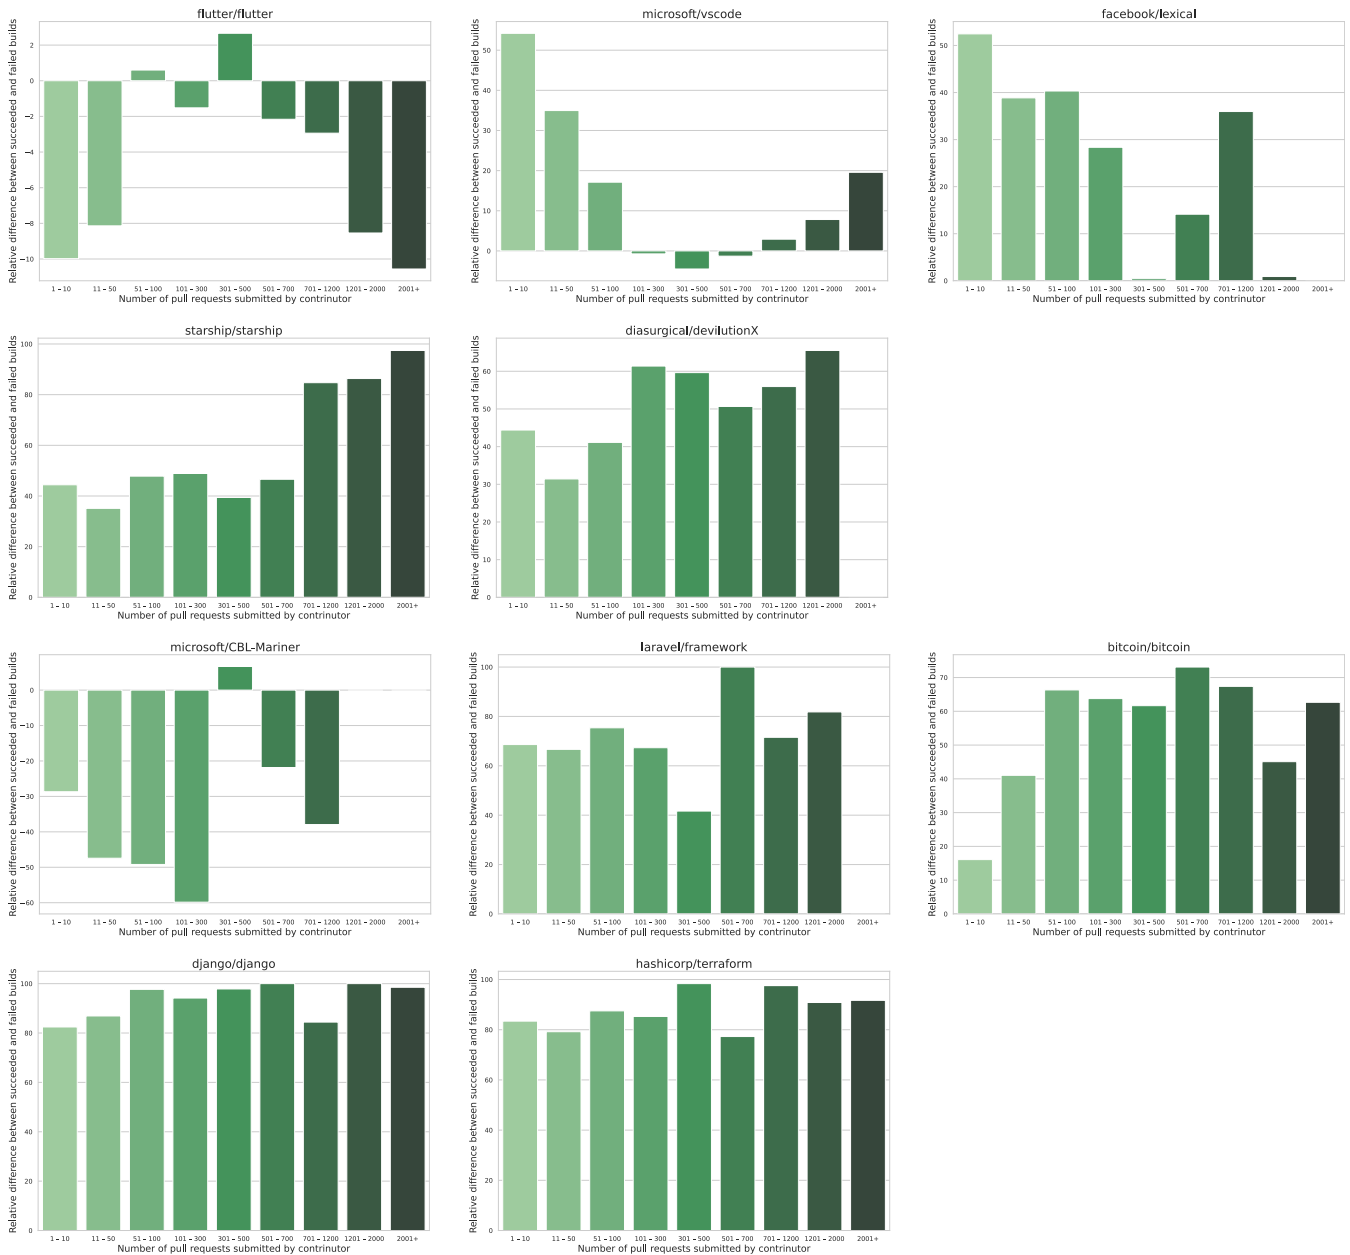 flutter/flutter
Relative difference between succeeded and failed builds
2
0
−2
−4
−6
−8
−10
1 – 10 11 – 50 51 – 100 101 – 300 301 – 500 501 – 700 701 – 1200 1201 – 2000 2001+
Number of pull requests submitted by contrinutor
microsoft/vscode
Relative difference between succeeded and failed builds
50
40
30
20
10
0
1 – 10 11 – 50 51 – 100 101 – 300 301 – 500 501 – 700 701 – 1200 1201 – 2000 2001+
Number of pull requests submitted by contrinutor
facebook/lexical
Relative difference between succeeded and failed builds
50
40
30
20
10
0
1 – 10 11 – 50 51 – 100 101 – 300 301 – 500 501 – 700 701 – 1200 1201 – 2000 2001+
Number of pull requests submitted by contrinutor
starship/starship
Relative difference between succeeded and failed builds
100
80
60
40
20
0
1 – 10 11 – 50 51 – 100 101 – 300 301 – 500 501 – 700 701 – 1200 1201 – 2000 2001+
Number of pull requests submitted by contrinutor
diasurgical/devilutionX
Relative difference between succeeded and failed builds
60
50
40
30
20
10
0
1 – 10 11 – 50 51 – 100 101 – 300 301 – 500 501 – 700 701 – 1200 1201 – 2000 2001+
Number of pull requests submitted by contrinutor
microsoft/CBL-Mariner
Relative difference between succeeded and failed builds
0
−10
−20
−30
−40
−50
−60
1 – 10 11 – 50 51 – 100 101 – 300 301 – 500 501 – 700 701 – 1200 1201 – 2000 2001+
Number of pull requests submitted by contrinutor
laravel/framework
Relative difference between succeeded and failed builds
100
80
60
40
20
0
1 – 10 11 – 50 51 – 100 101 – 300 301 – 500 501 – 700 701 – 1200 1201 – 2000 2001+
Number of pull requests submitted by contrinutor
bitcoin/bitcoin
Relative difference between succeeded and failed builds
70
60
50
40
30
20
10
0
1 – 10 11 – 50 51 – 100 101 – 300 301 – 500 501 – 700 701 – 1200 1201 – 2000 2001+
Number of pull requests submitted by contrinutor
django/django
Relative difference between succeeded and failed builds
100
80
60
40
20
0
1 – 10 11 – 50 51 – 100 101 – 300 301 – 500 501 – 700 701 – 1200 1201 – 2000 2001+
Number of pull requests submitted by contrinutor
hashicorp/terraform
Relative difference between succeeded and failed builds
100
80
60
40
20
0
1 – 10 11 – 50 51 – 100 101 – 300 301 – 500 501 – 700 701 – 1200 1201 – 2000 2001+
Number of pull requests submitted by contrinutor